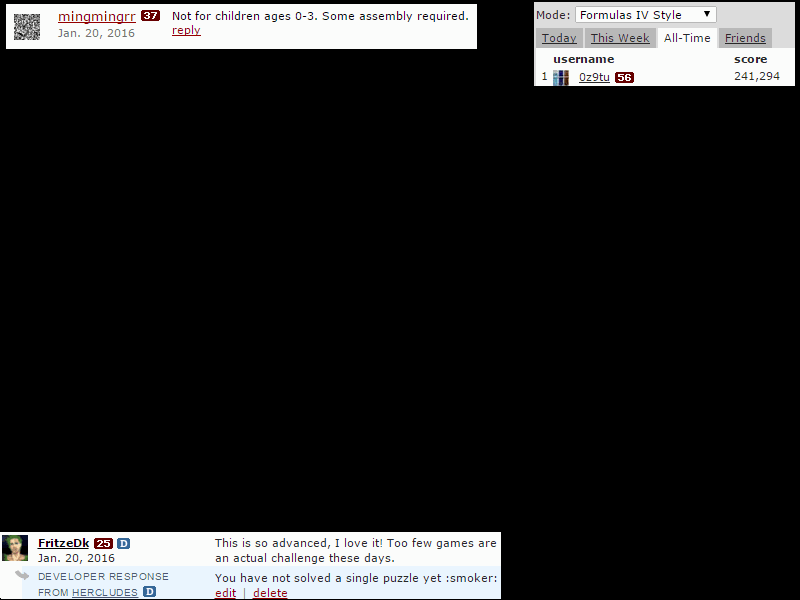 mingmingrr 37 Not for children ages 0-3. Some assembly required.
Jan. 20, 2016 reply
Mode: Formulas IV Style
Today This Week All-Time Friends
username score
1 0z9tu 56 241,294
FritzeDk 25 D This is so advanced, I love it! Too few games are
Jan. 20, 2016 an actual challenge these days.
DEVELOPER RESPONSE You have not solved a single puzzle yet :smoker:
FROM HERCLUDES D edit | delete